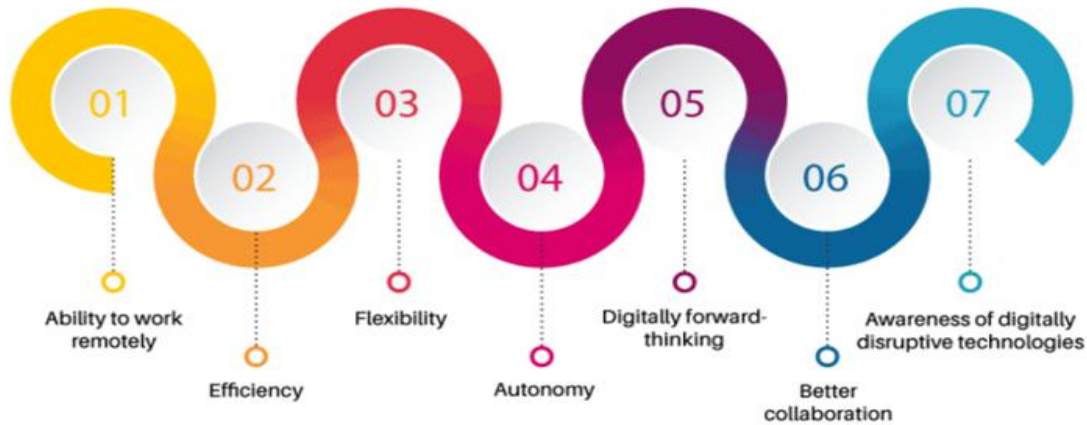 01
02
03
04
05
06
07
Ability to work
remotely
Efficiency
Flexibility
Autonomy
Digitally forward-
thinking
Better
collaboration
Awareness of digitally
disruptive technologies